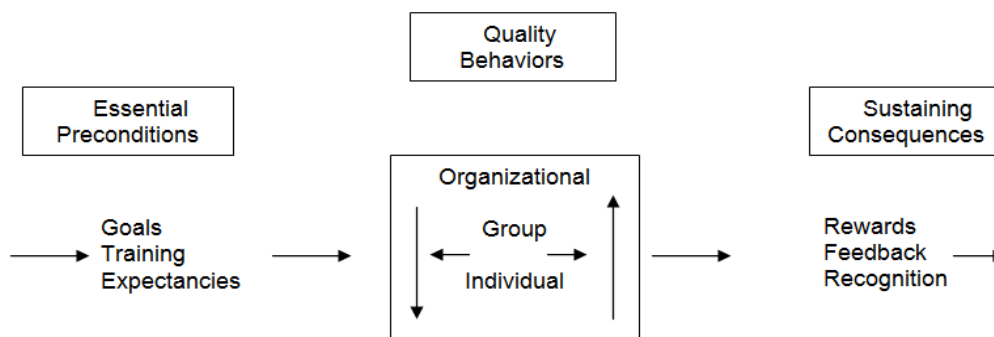 Quality
Behaviors
Essential
Preconditions
Sustaining
Consequences
Organizational
Group
Individual
Goals
Training
Expectancies
Rewards
Feedback
Recognition